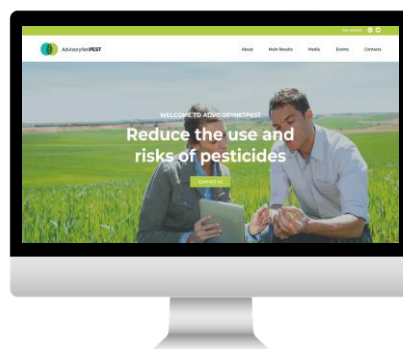 AdvisoryNetPEST
About Main Results Media Events Contacts
WELCOME TO ADVISORYNETPEST
Reduce the use and
risks of pesticides
CONTACT US